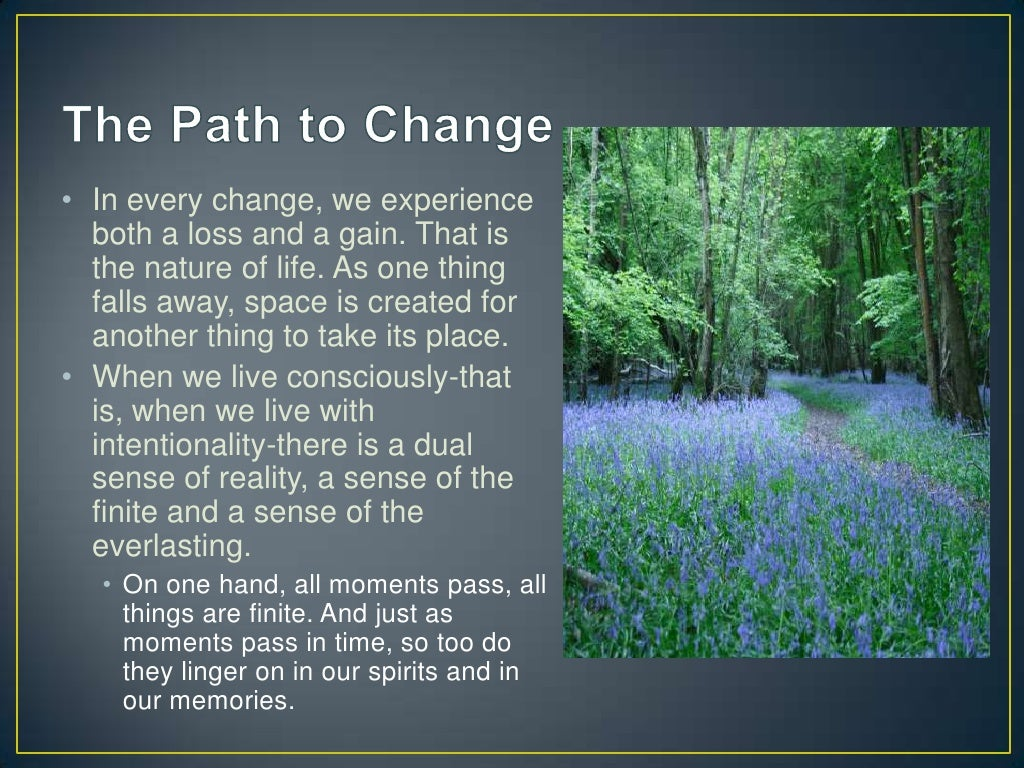 The Path to Change
• In every change, we experience
both a loss and a gain. That is
the nature of life. As one thing
falls away, space is created for
another thing to take its place.
• When we live consciously-that
is, when we live with
intentionality-there is a dual
sense of reality, a sense of the
finite and a sense of the
everlasting.
• On one hand, all moments pass, all
things are finite. And just as
moments pass in time, so too do
they linger on in our spirits and in
our memories.